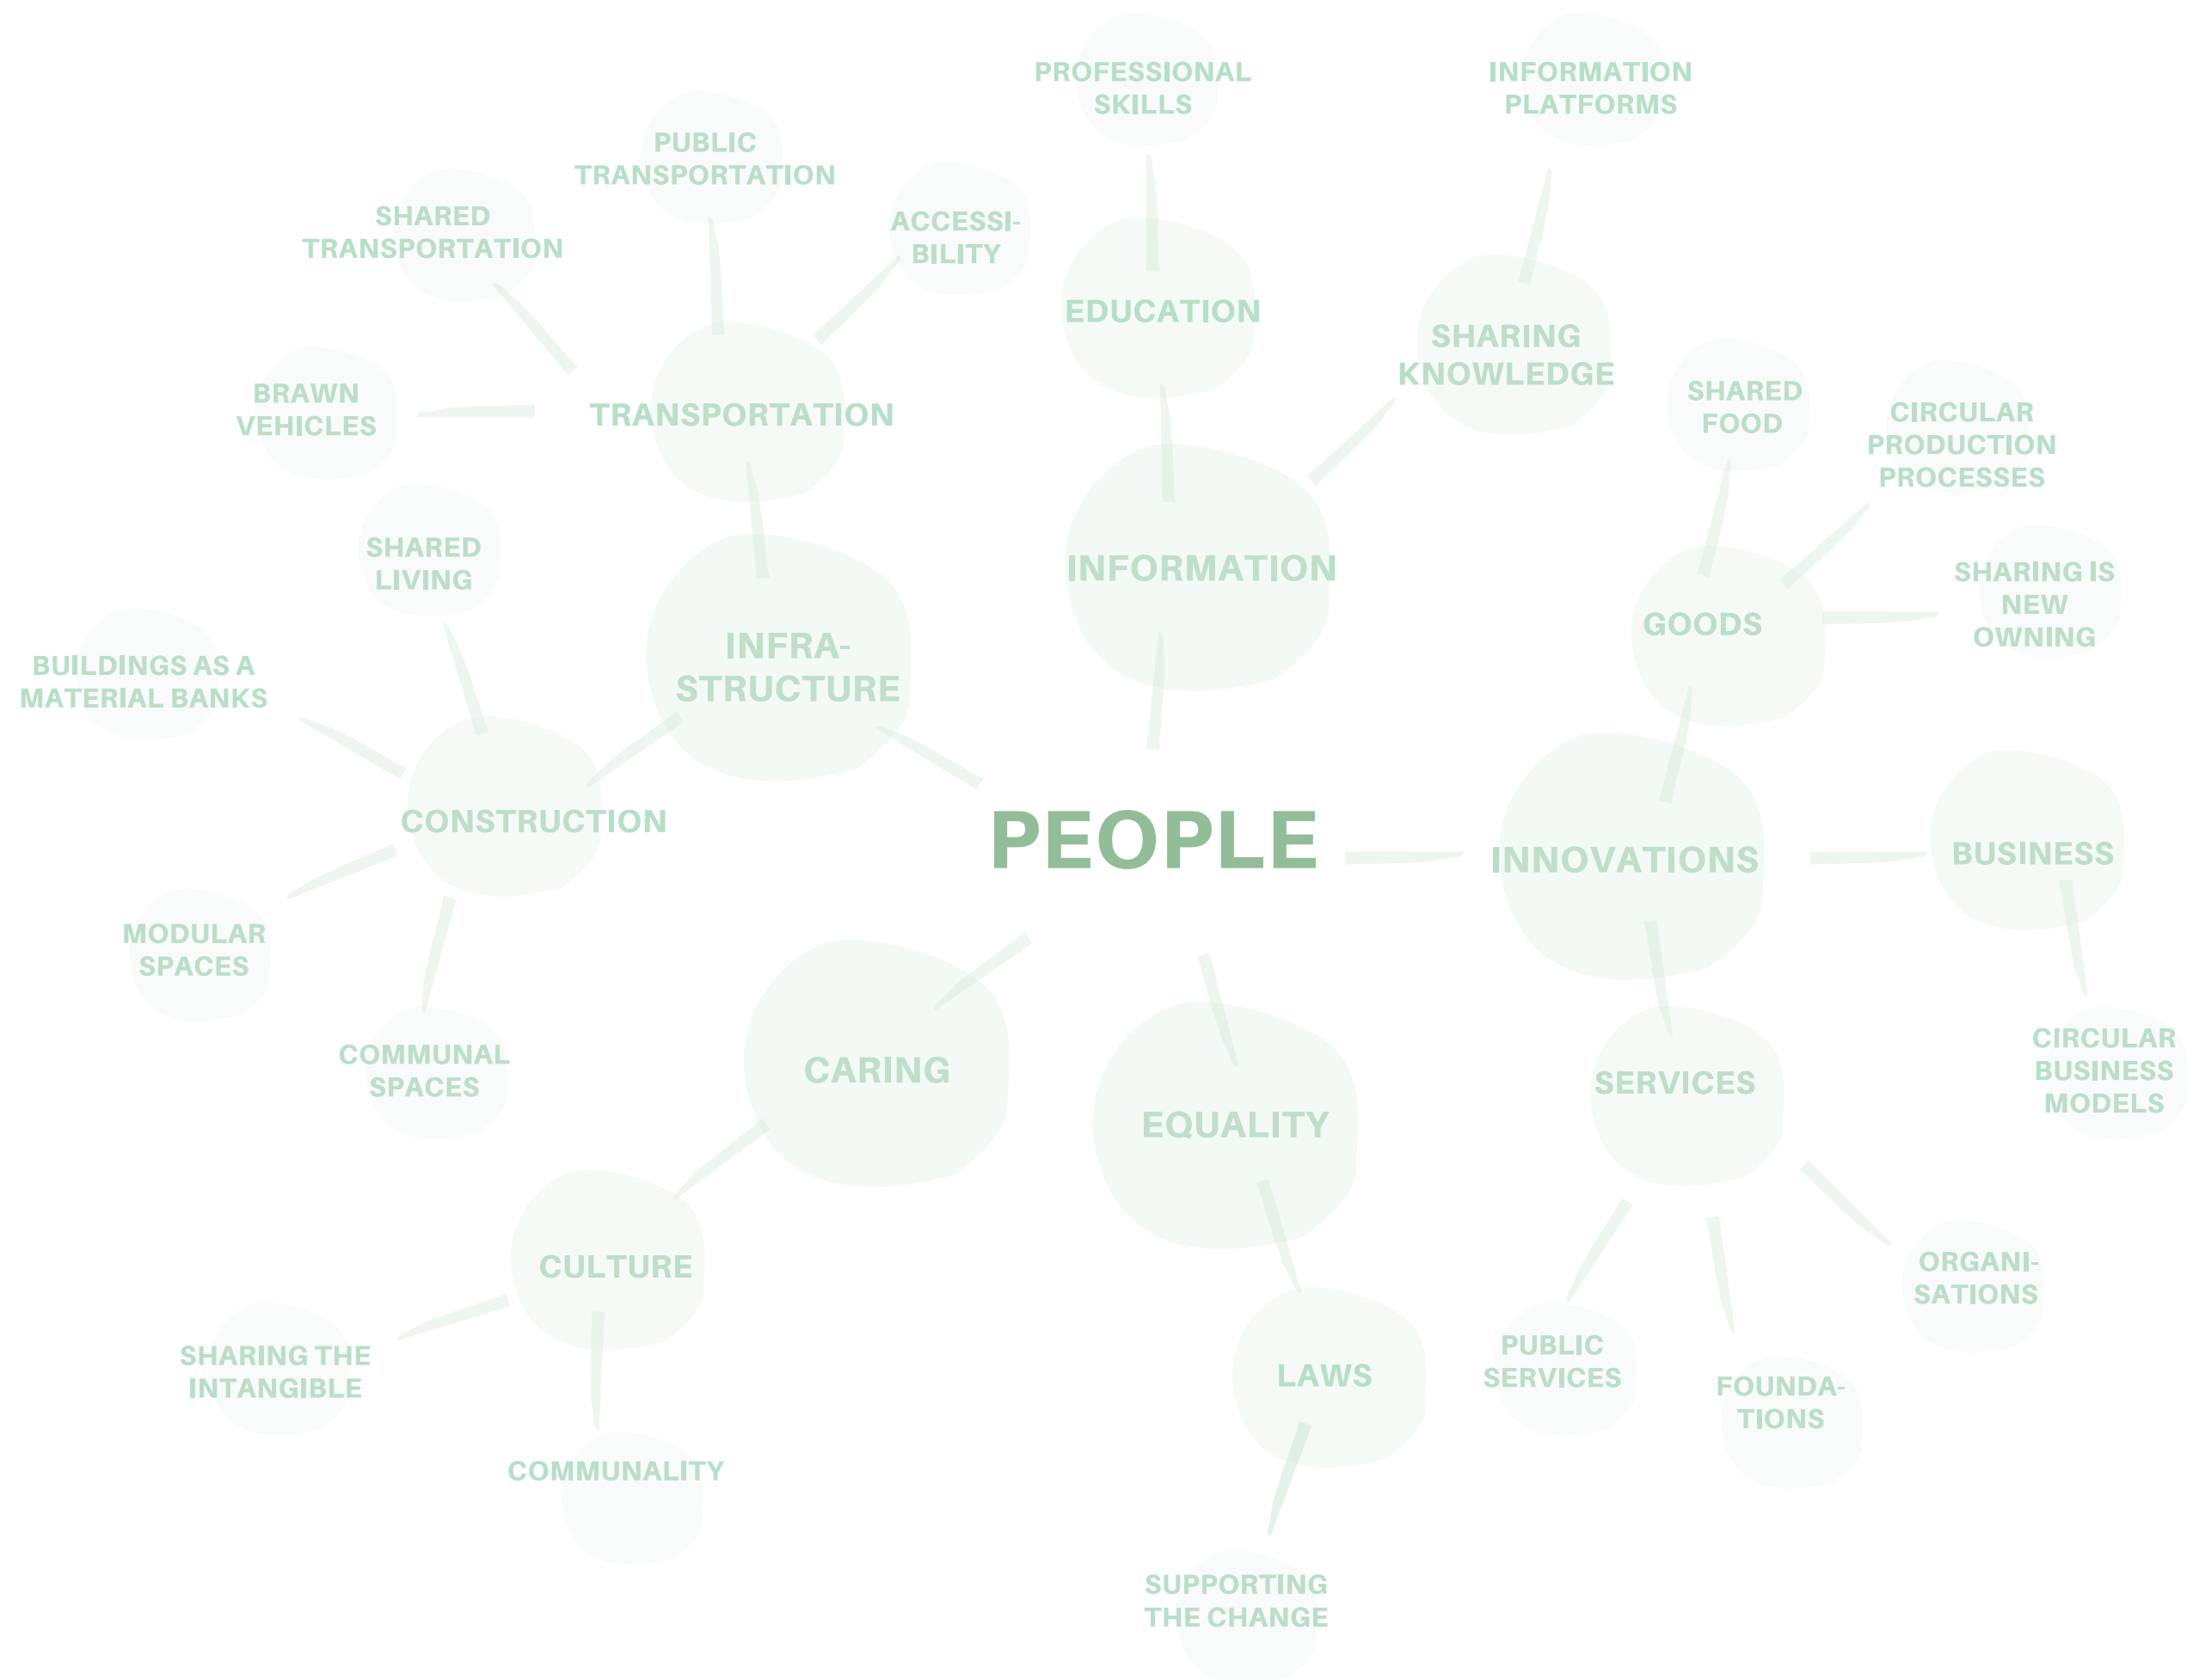 PROFESSIONAL
SKILLS
INFORMATION
PLATFORMS
PUBLIC
TRANSPORTATION
SHARED
TRANSPORTATION
ACCESSI-
BILITY
EDUCATION
SHARING
KNOWLEDGE
BRAWN
VEHICLES
TRANSPORTATION
SHARED
FOOD
CIRCULAR
PRODUCTION
PROCESSES
SHARED
LIVING
INFORMATION
SHARING IS
NEW
OWNING
GOODS
INFRA-
STRUCTURE
BUILDINGS AS A
MATERIAL BANKS
CONSTRUCTION
PEOPLE
INNOVATIONS
BUSINESS
MODULAR
SPACES
COMMUNAL
SPACES
CARING
EQUALITY
SERVICES
CIRCULAR
BUSINESS
MODELS
CULTURE
ORGANI-
SATIONS
SHARING THE
INTANGIBLE
LAWS
PUBLIC
SERVICES
FOUNDA-
TIONS
COMMUNALITY
SUPPORTING
THE CHANGE